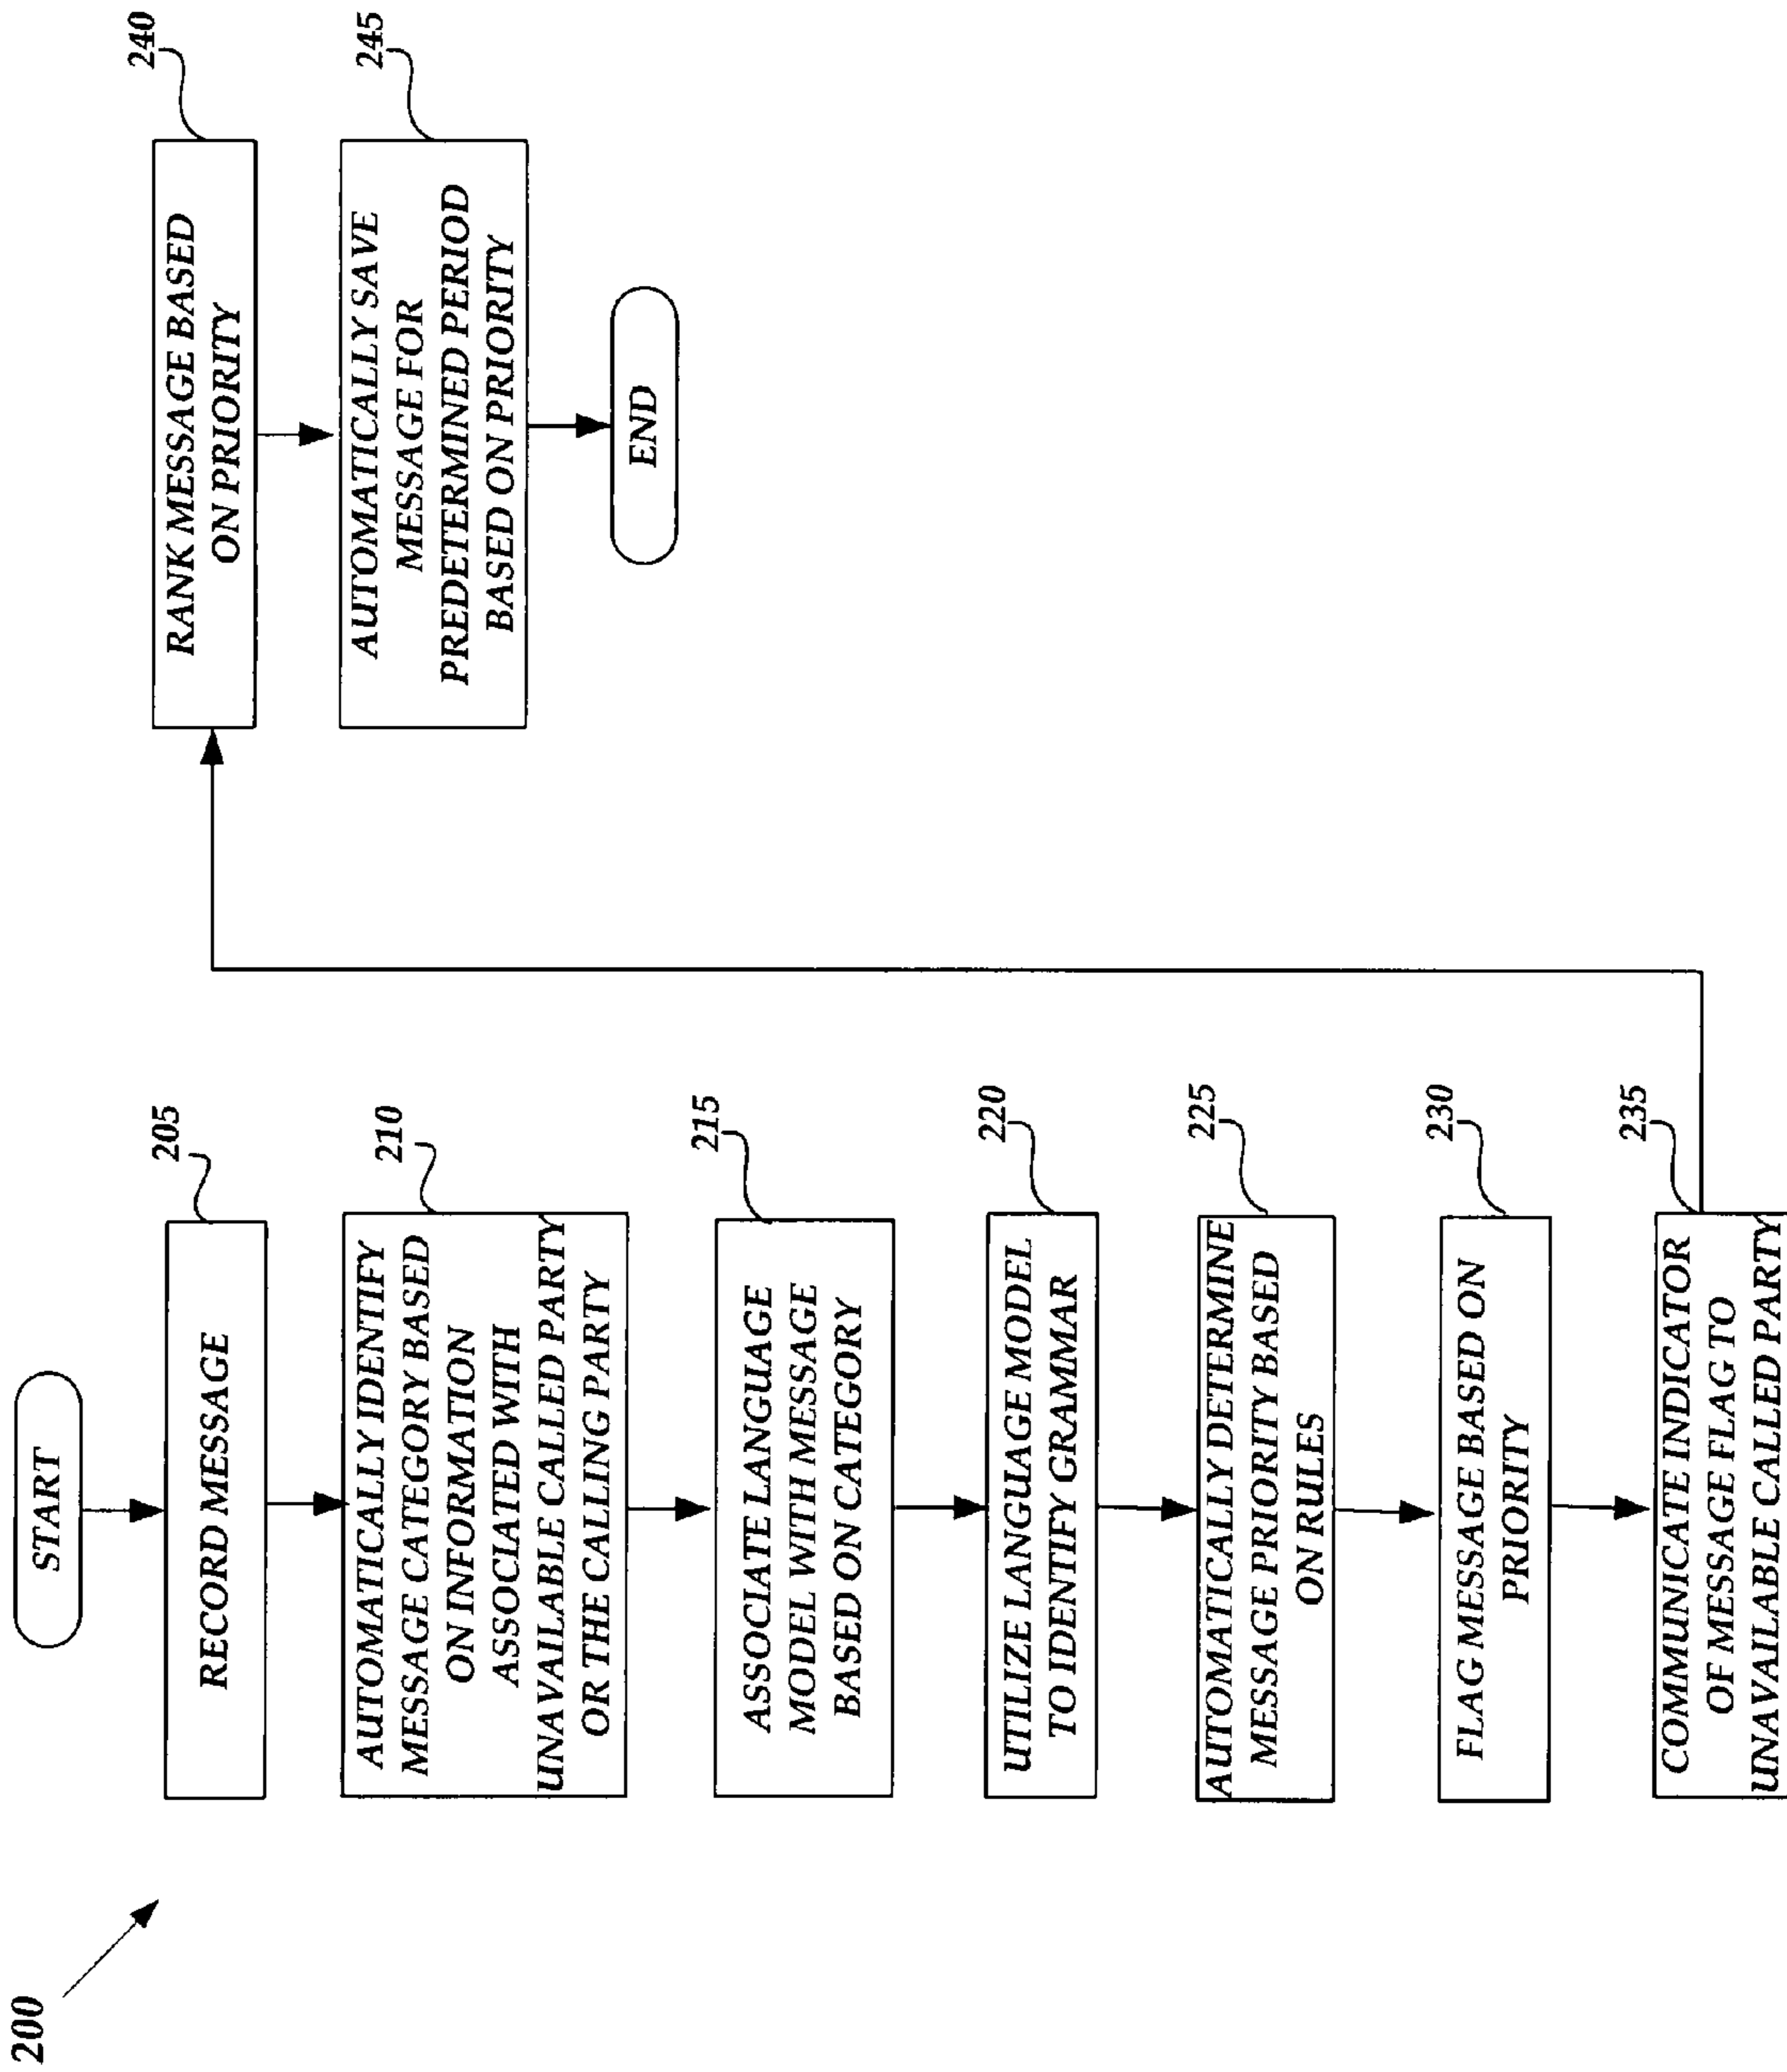 200
START
RECORD MESSAGE
205
AUTOMATICALLY IDENTIFY
MESSAGE CATEGORY BASED
ON INFORMATION
ASSOCIATED WITH
UNAVAILABLE CALLED PARTY
OR THE CALLING PARTY
210
ASSOCIATE LANGUAGE
MODEL WITH MESSAGE
BASED ON CATEGORY
215
UTILIZE LANGUAGE MODEL
TO IDENTIFY GRAMMAR
220
AUTOMATICALLY DETERMINE
MESSAGE PRIORITY BASED
ON RULES
225
FLAG MESSAGE BASED ON
PRIORITY
230
COMMUNICATE INDICATOR
OF MESSAGE FLAG TO
UNAVAILABLE CALLED PARTY
235
RANK MESSAGE BASED
ON PRIORITY
240
AUTOMATICALLY SAVE
MESSAGE FOR
PREDETERMINED PERIOD
BASED ON PRIORITY
245
END